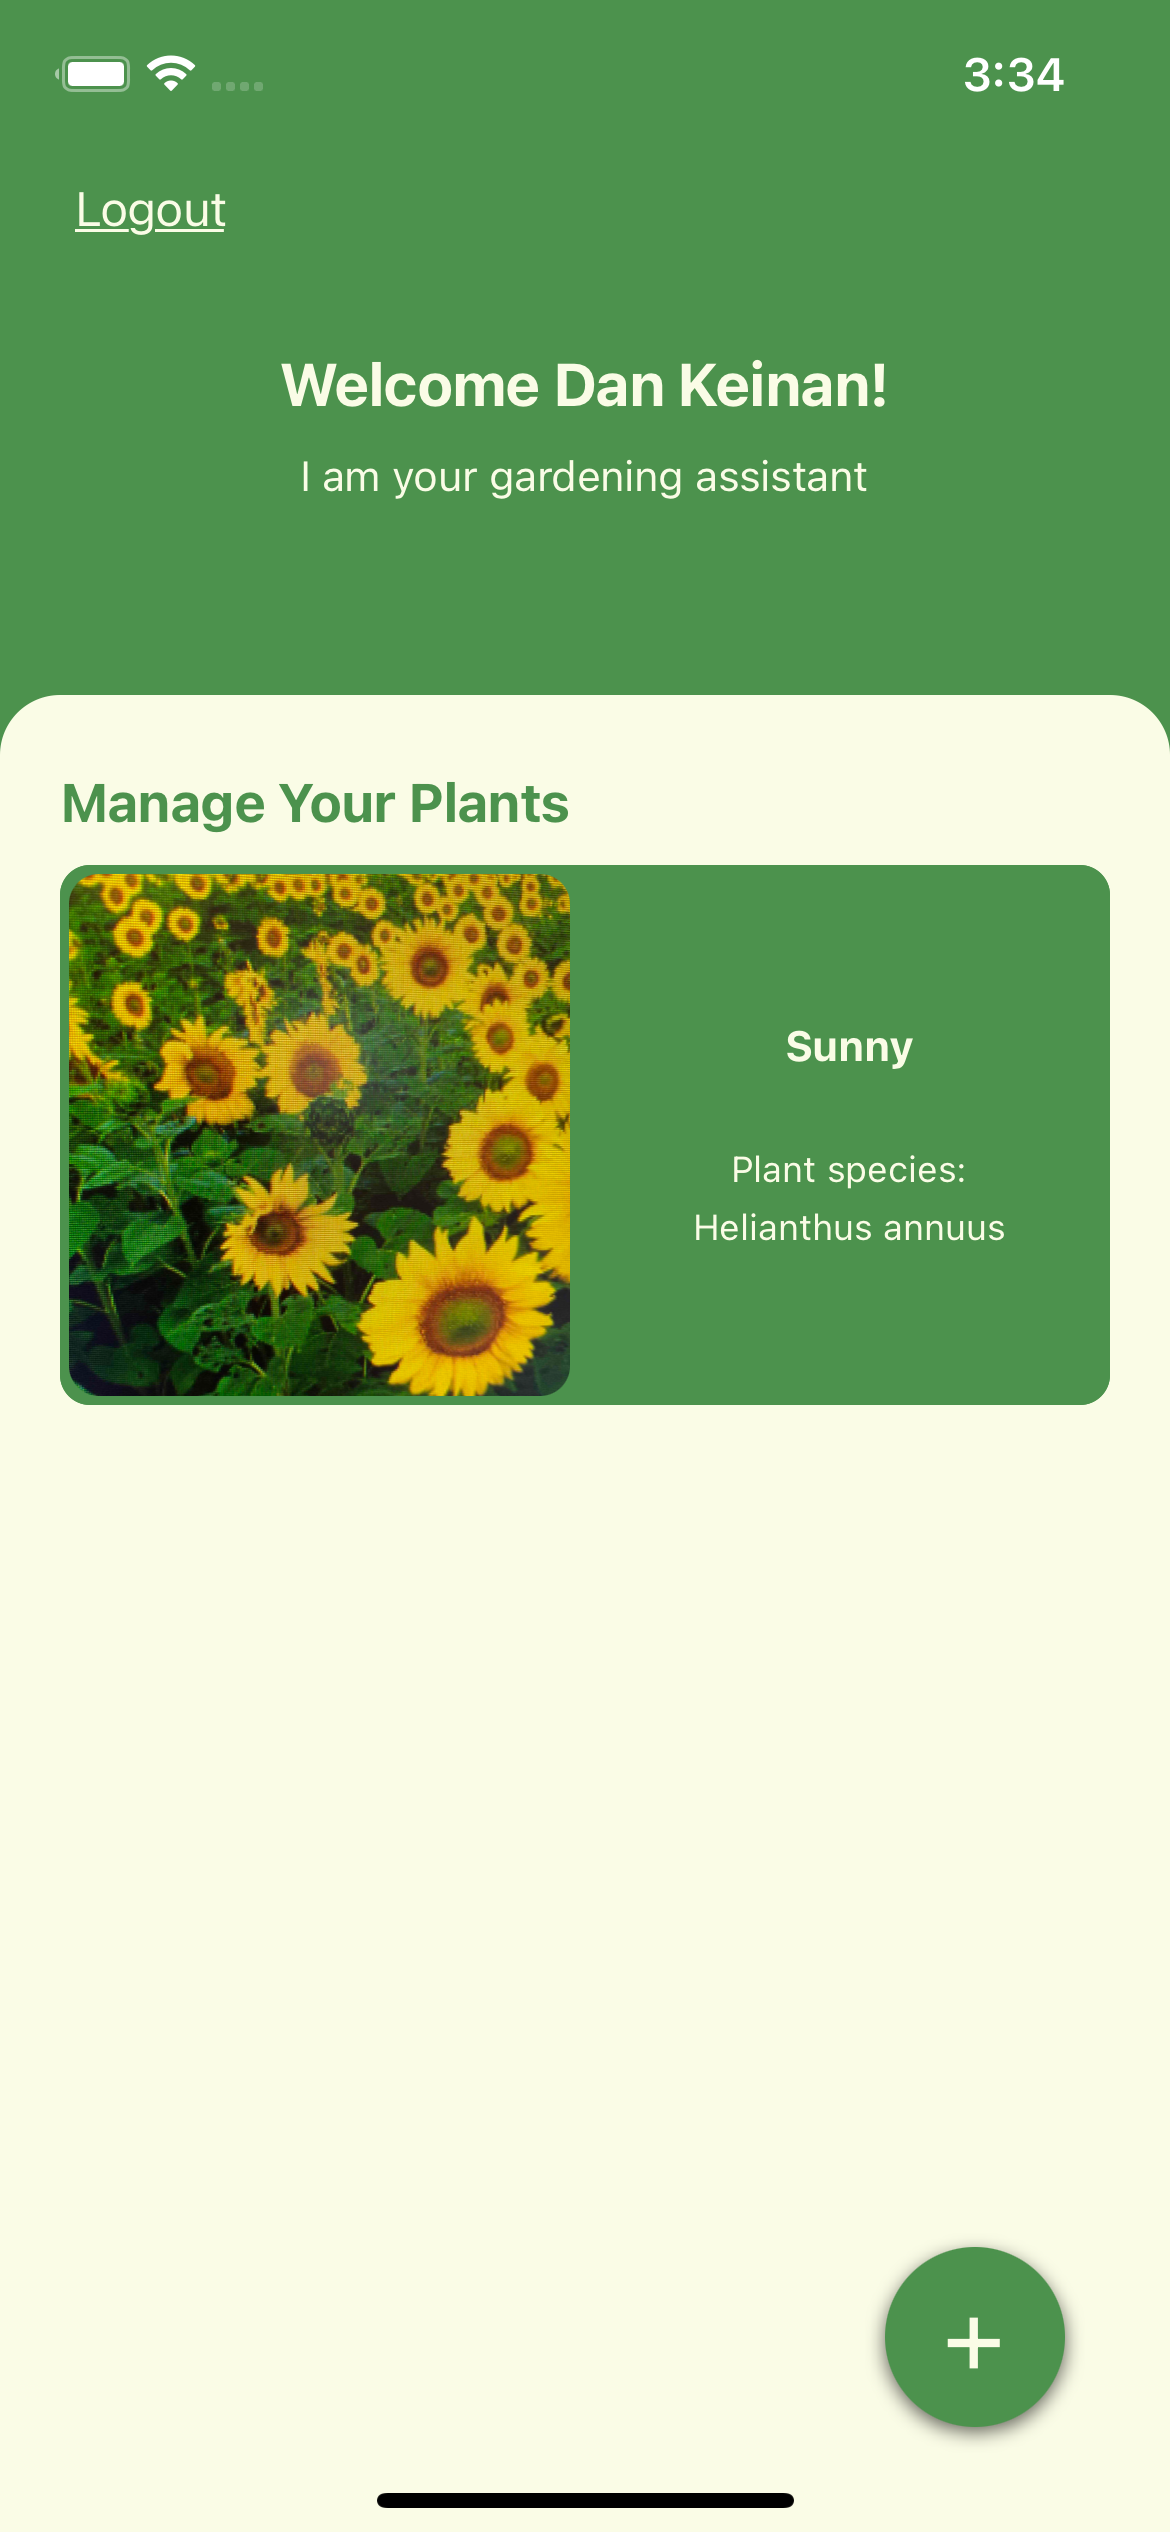 3:34
Logout
Welcome Dan Keinan!
I am your gardening assistant
Manage Your Plants
Sunny
Plant species:
Helianthus annuus
+